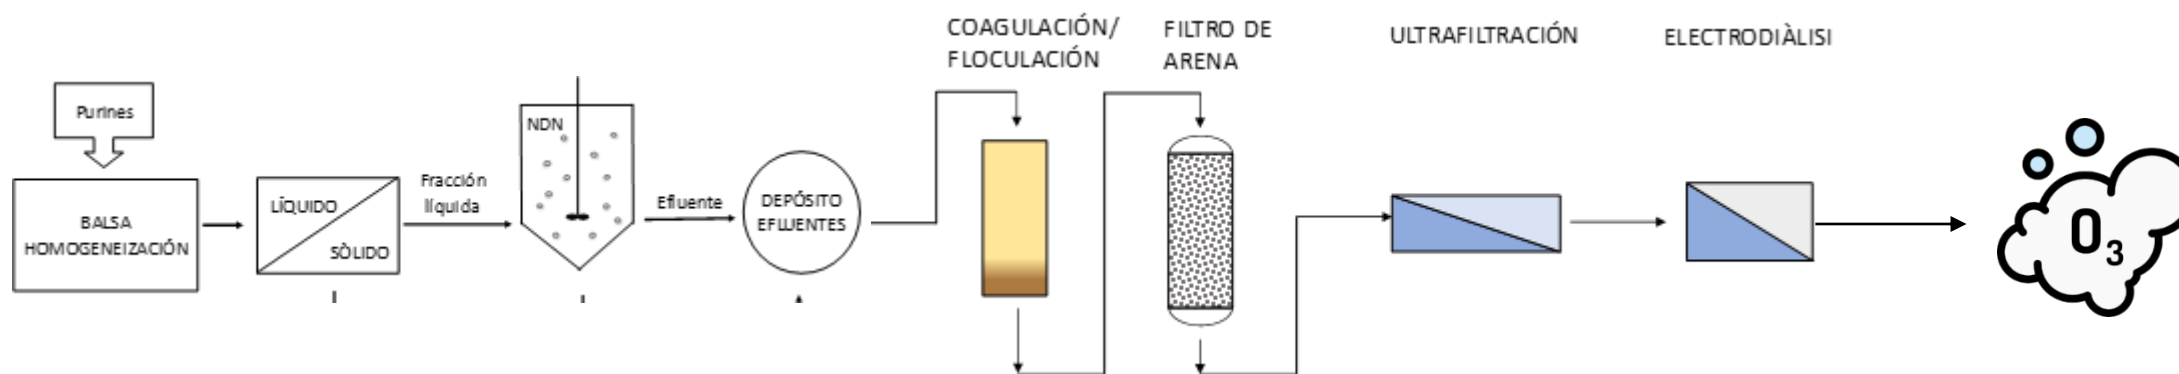 COAGULACIÓN/
FLOCULACIÓN
FILTRO DE
ARENA
ULTRAFILTRACIÓN
ELECTRODIÀLISI
Purines
BALSA
HOMOGENEIZACIÓN
LÍQUIDO
SÒLIDO
Fracción
líquida
NDN
Efluente
DEPÓSITO
EFLUENTES
O3